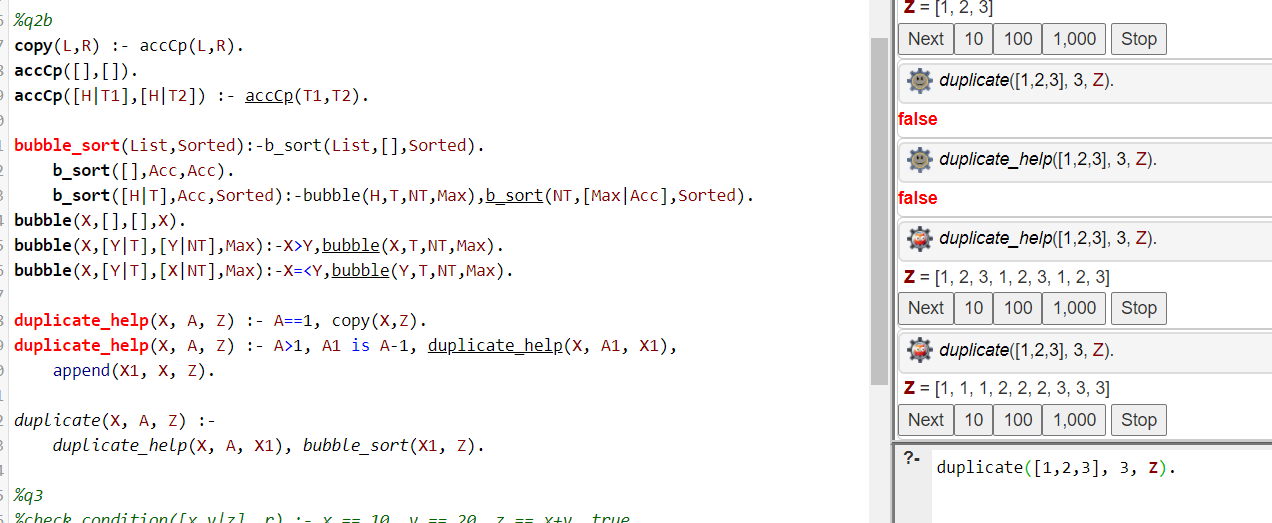 %q2b
copy(L,R) :- accCp(L,R).
accCp([],[]).
accCp([H|T1],[H|T2]) :- accCp(T1,T2).
bubble_sort(List,Sorted):-b_sort(List,[],Sorted).
b_sort([],Acc,Acc).
b_sort([H|T],Acc,Sorted):-bubble(H,T,NT,Max),b_sort(NT,[Max|Acc],Sorted).
bubble(X,[],[],X).
bubble(X,[Y|T],[Y|NT],Max):-X>Y,bubble(X,T,NT,Max).
bubble(X,[Y|T],[X|NT],Max):-X=<Y,bubble(Y,T,NT,Max).
duplicate_help(X, A, Z) :- A==1, copy(X,Z).
duplicate_help(X, A, Z) :- A>1, A1 is A-1, duplicate_help(X, A1, X1),
append(X1, X, Z).
duplicate(X, A, Z) :-
duplicate_help(X, A, X1), bubble_sort(X1, Z).
%q3
%check_condition([x,y|z], r) :- x == 10, y == 20, z == x+y, true
Z = [1, 2, 3]
Next 10 100 1,000 Stop
duplicate([1,2,3], 3, Z).
false
duplicate_help([1,2,3], 3, Z).
false
duplicate_help([1,2,3], 3, Z).
Z = [1, 2, 3, 1, 2, 3, 1, 2, 3]
Next 10 100 1,000 Stop
duplicate([1,2,3], 3, Z).
Z = [1, 1, 1, 2, 2, 2, 3, 3, 3]
Next 10 100 1,000 Stop
?- duplicate([1,2,3], 3, Z).